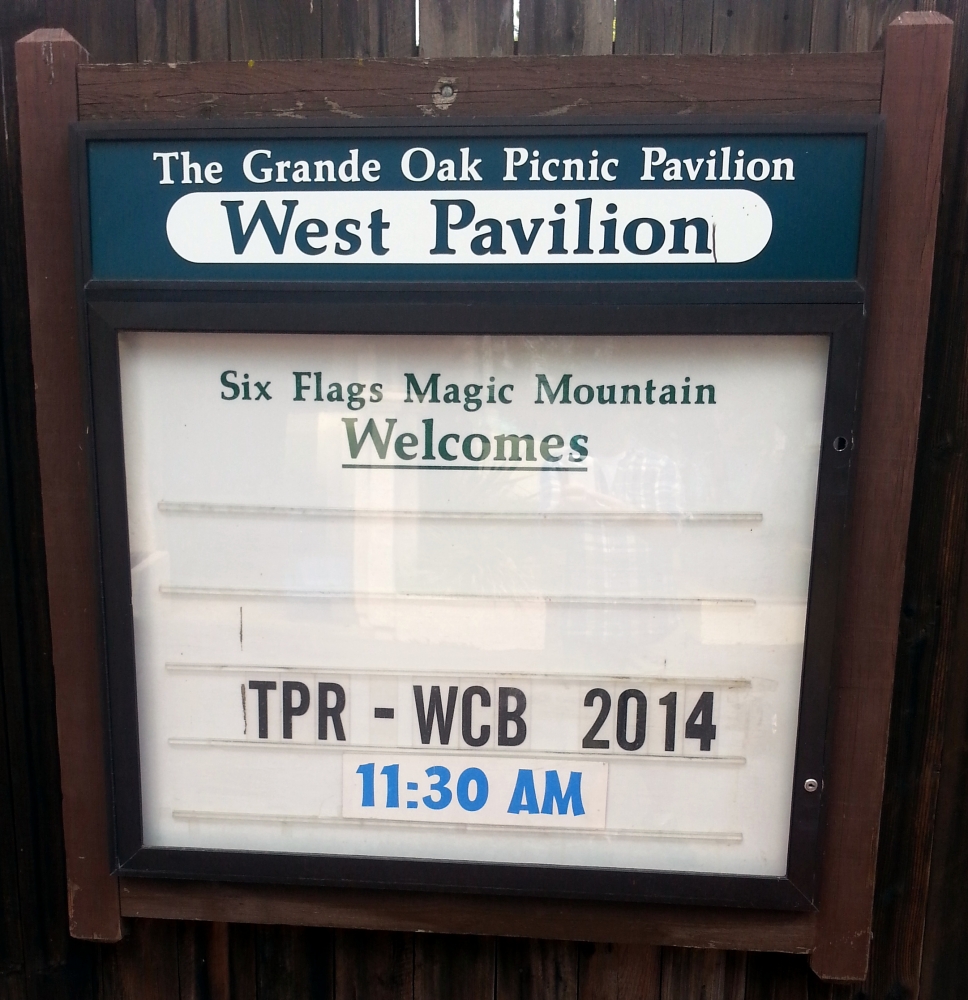 The Grande Oak Picnic Pavilion
West Pavilion
Six Flags Magic Mountain
Welcomes
TPR - WCB 2014
11:30 AM